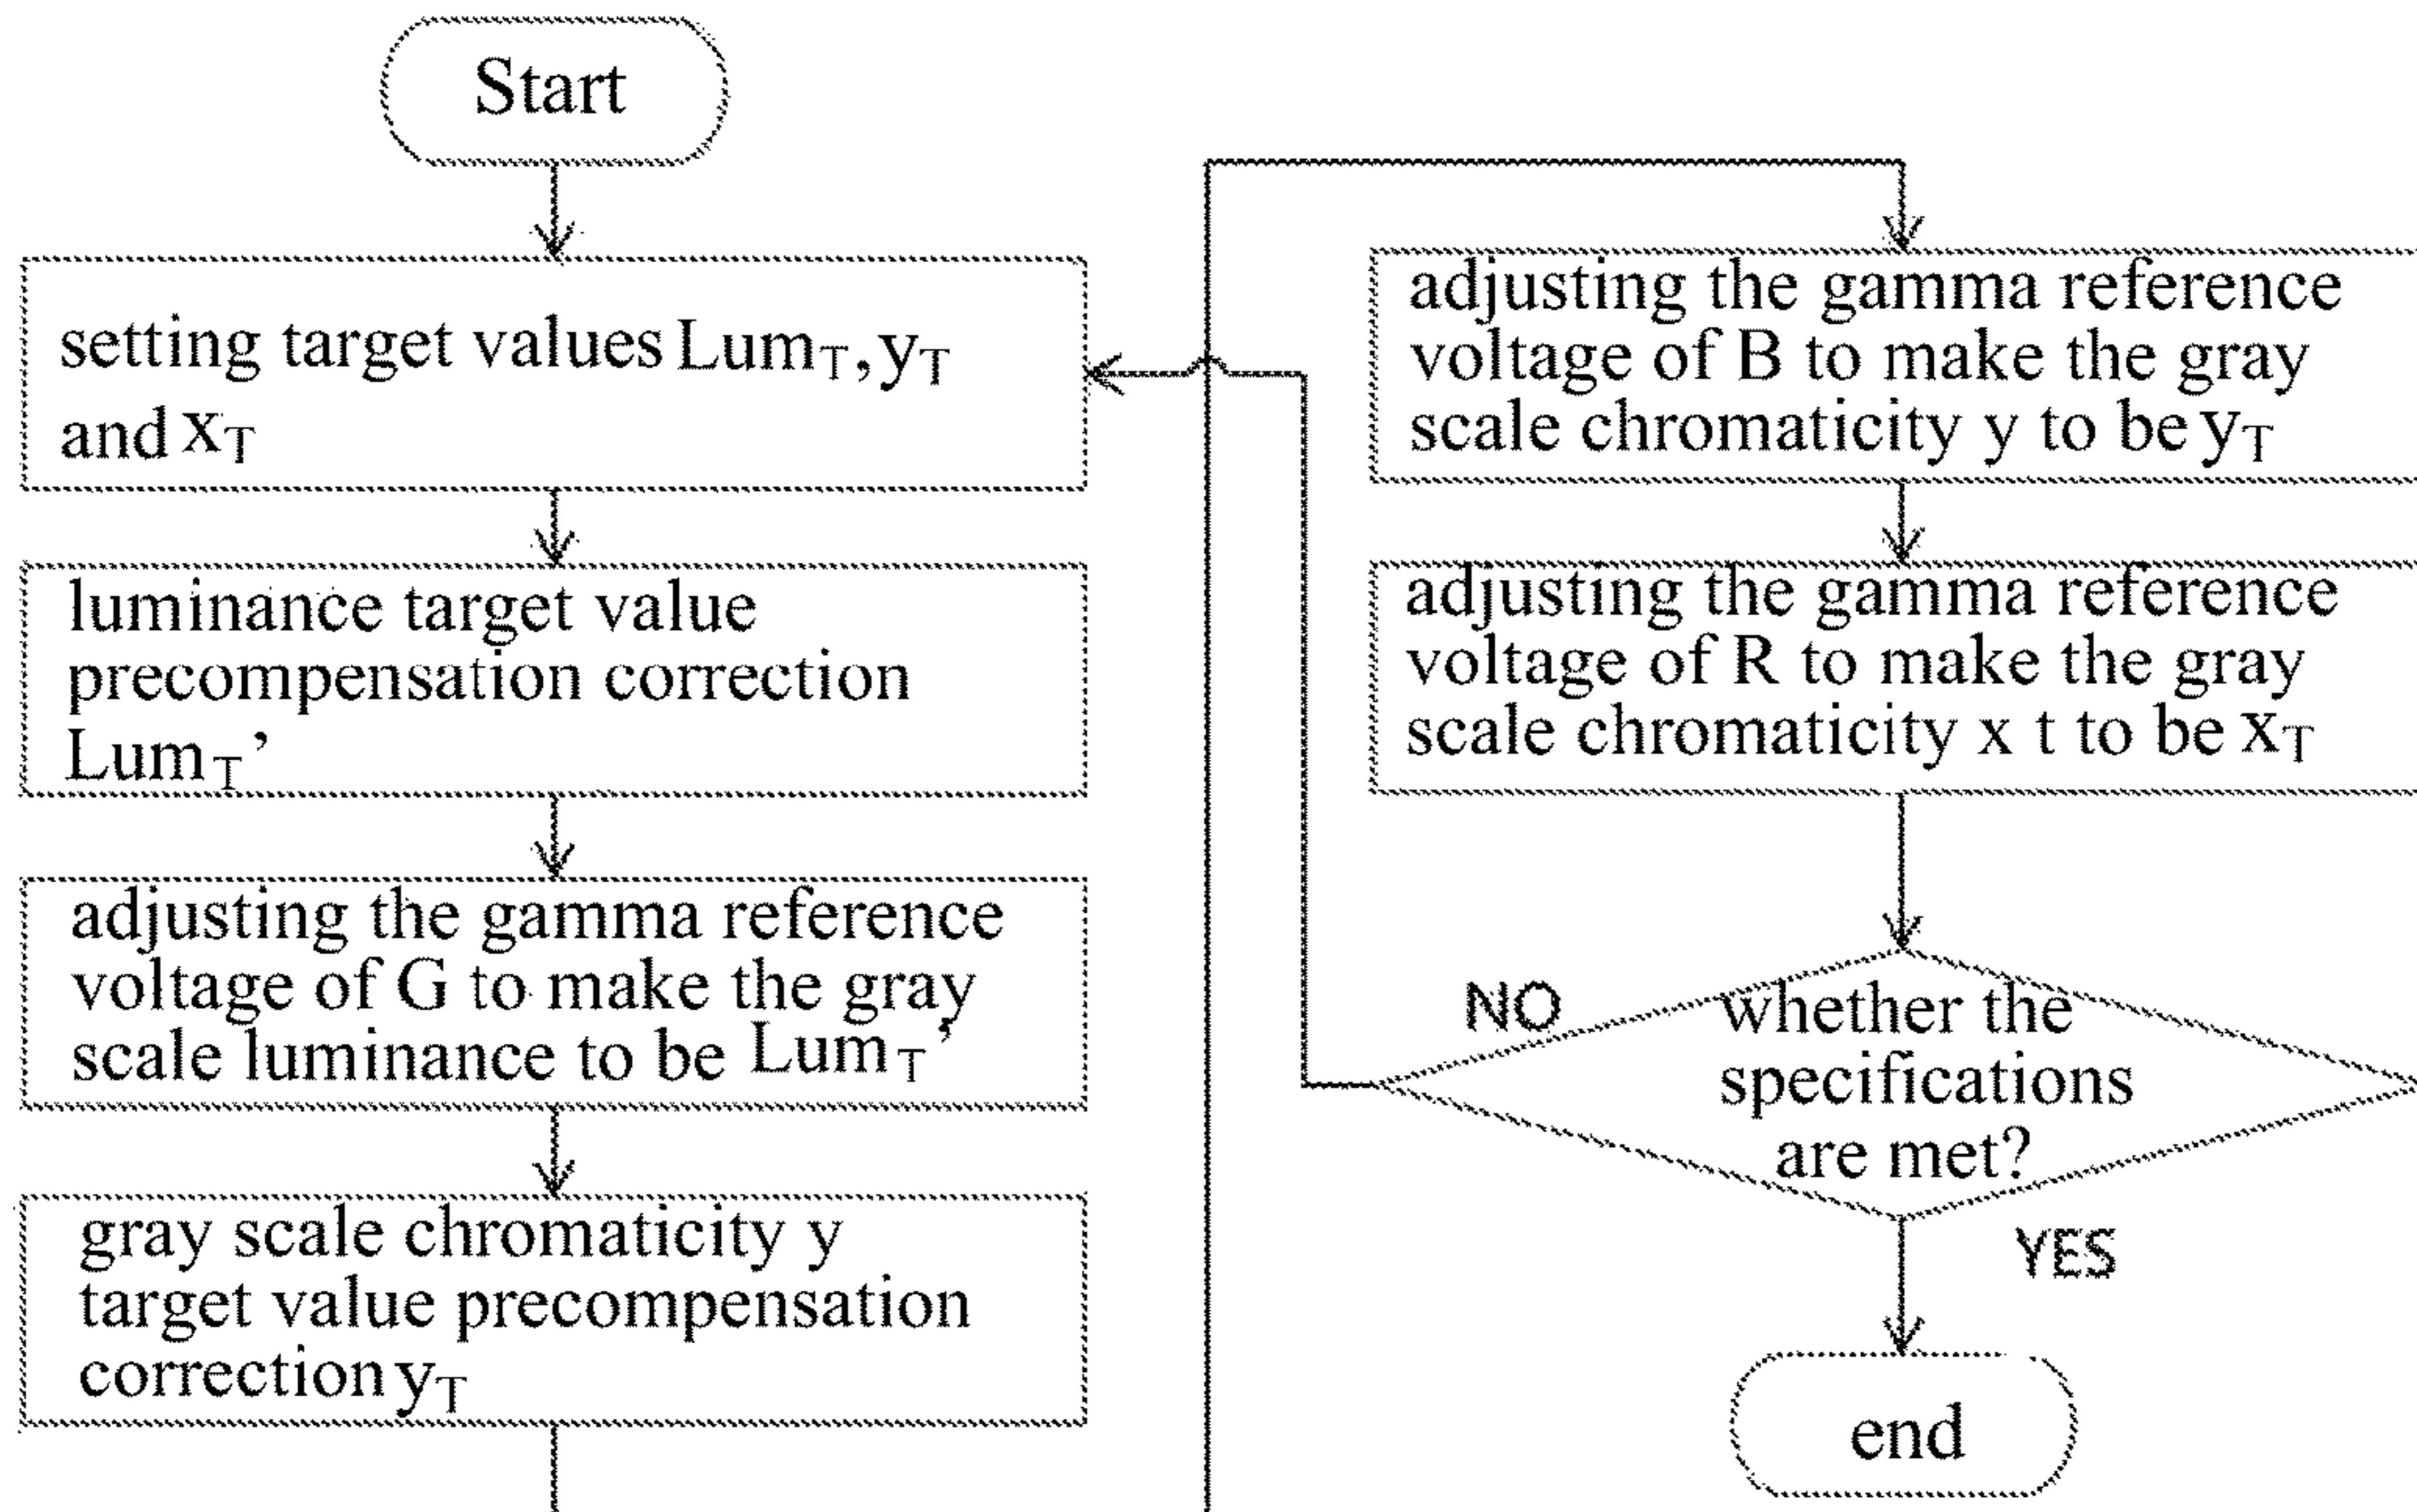 Start
setting target values Lum_T, y_T
and x_T
luminance target value
precompensation correction
Lum_T’
adjusting the gamma reference
voltage of G to make the gray
scale luminance to be Lum_T’
gray scale chromaticity y
target value precompensation
correction y_T
adjusting the gamma reference
voltage of B to make the gray
scale chromaticity y to be y_T
adjusting the gamma reference
voltage of R to make the gray
scale chromaticity x t to be x_T
NO
whether the
specifications
are met?
YES
end